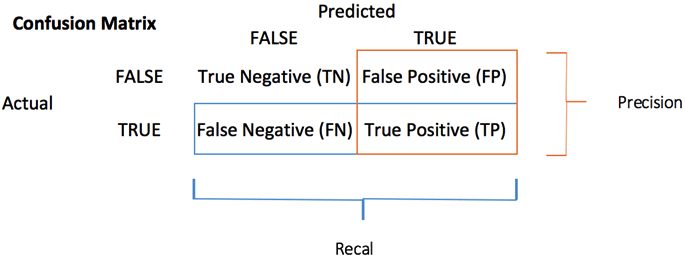 Confusion Matrix
Predicted
FALSE TRUE
FALSE True Negative (TN) False Positive (FP)
Actual Precision
TRUE False Negative (FN) True Positive (TP)
Recal